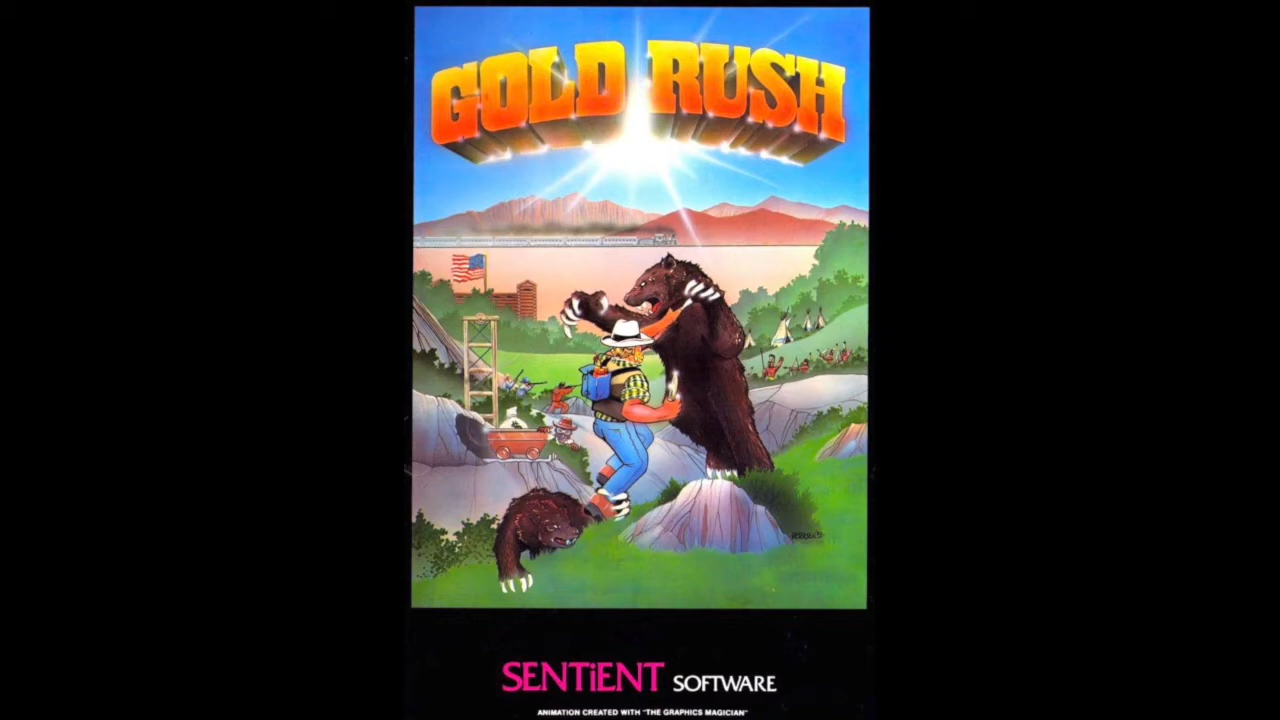 GOLD RUSH
SENTiENT SOFTWARE
ANIMATION CREATED WITH "THE GRAPHICS MAGICIAN"